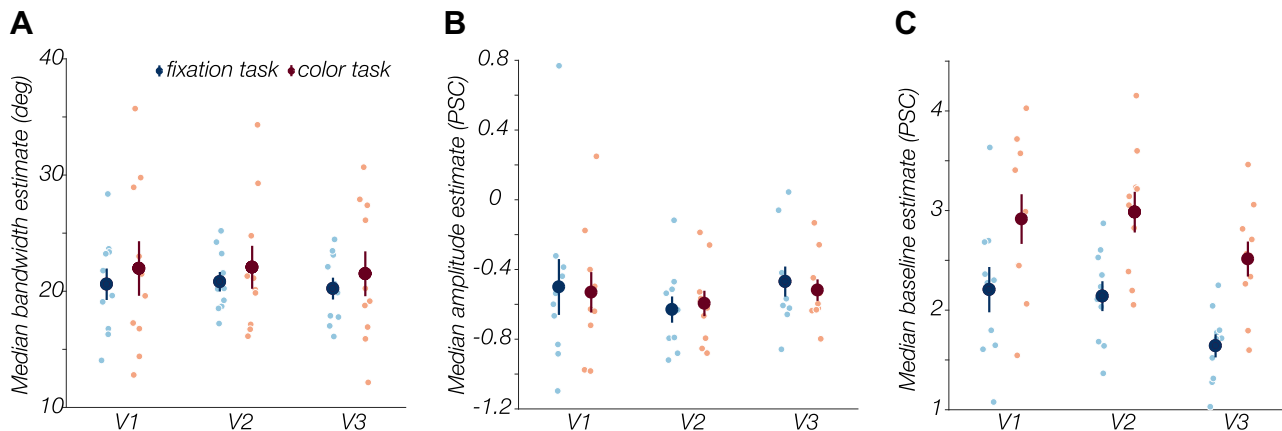 A
B
C
Median bandwidth estimate (deg)
40
30
20
10
fixation task color task
V1 V2 V3
Median amplitude estimate (PSC)
0.8
0.4
0
-0.4
-0.8
-1.2
V1 V2 V3
Median baseline estimate (PSC)
4
3
2
1
V1 V2 V3